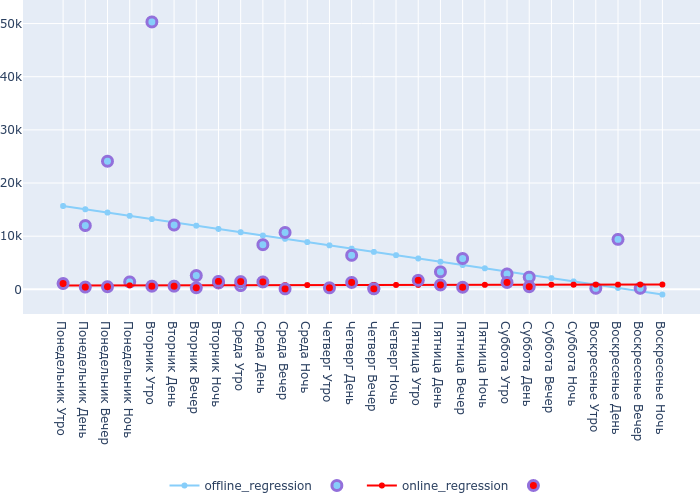 50k
40k
30k
20k
10k
0
Понедельник Утро
Понедельник День
Понедельник Вечер
Понедельник Ночь
Вторник Утро
Вторник День
Вторник Вечер
Вторник Ночь
Среда Утро
Среда День
Среда Вечер
Среда Ночь
Четверг Утро
Четверг День
Четверг Вечер
Четверг Ночь
Пятница Утро
Пятница День
Пятница Вечер
Пятница Ночь
Суббота Утро
Суббота День
Суббота Вечер
Суббота Ночь
Воскресенье Утро
Воскресенье День
Воскресенье Вечер
Воскресенье Ночь
offline_regression
online_regression